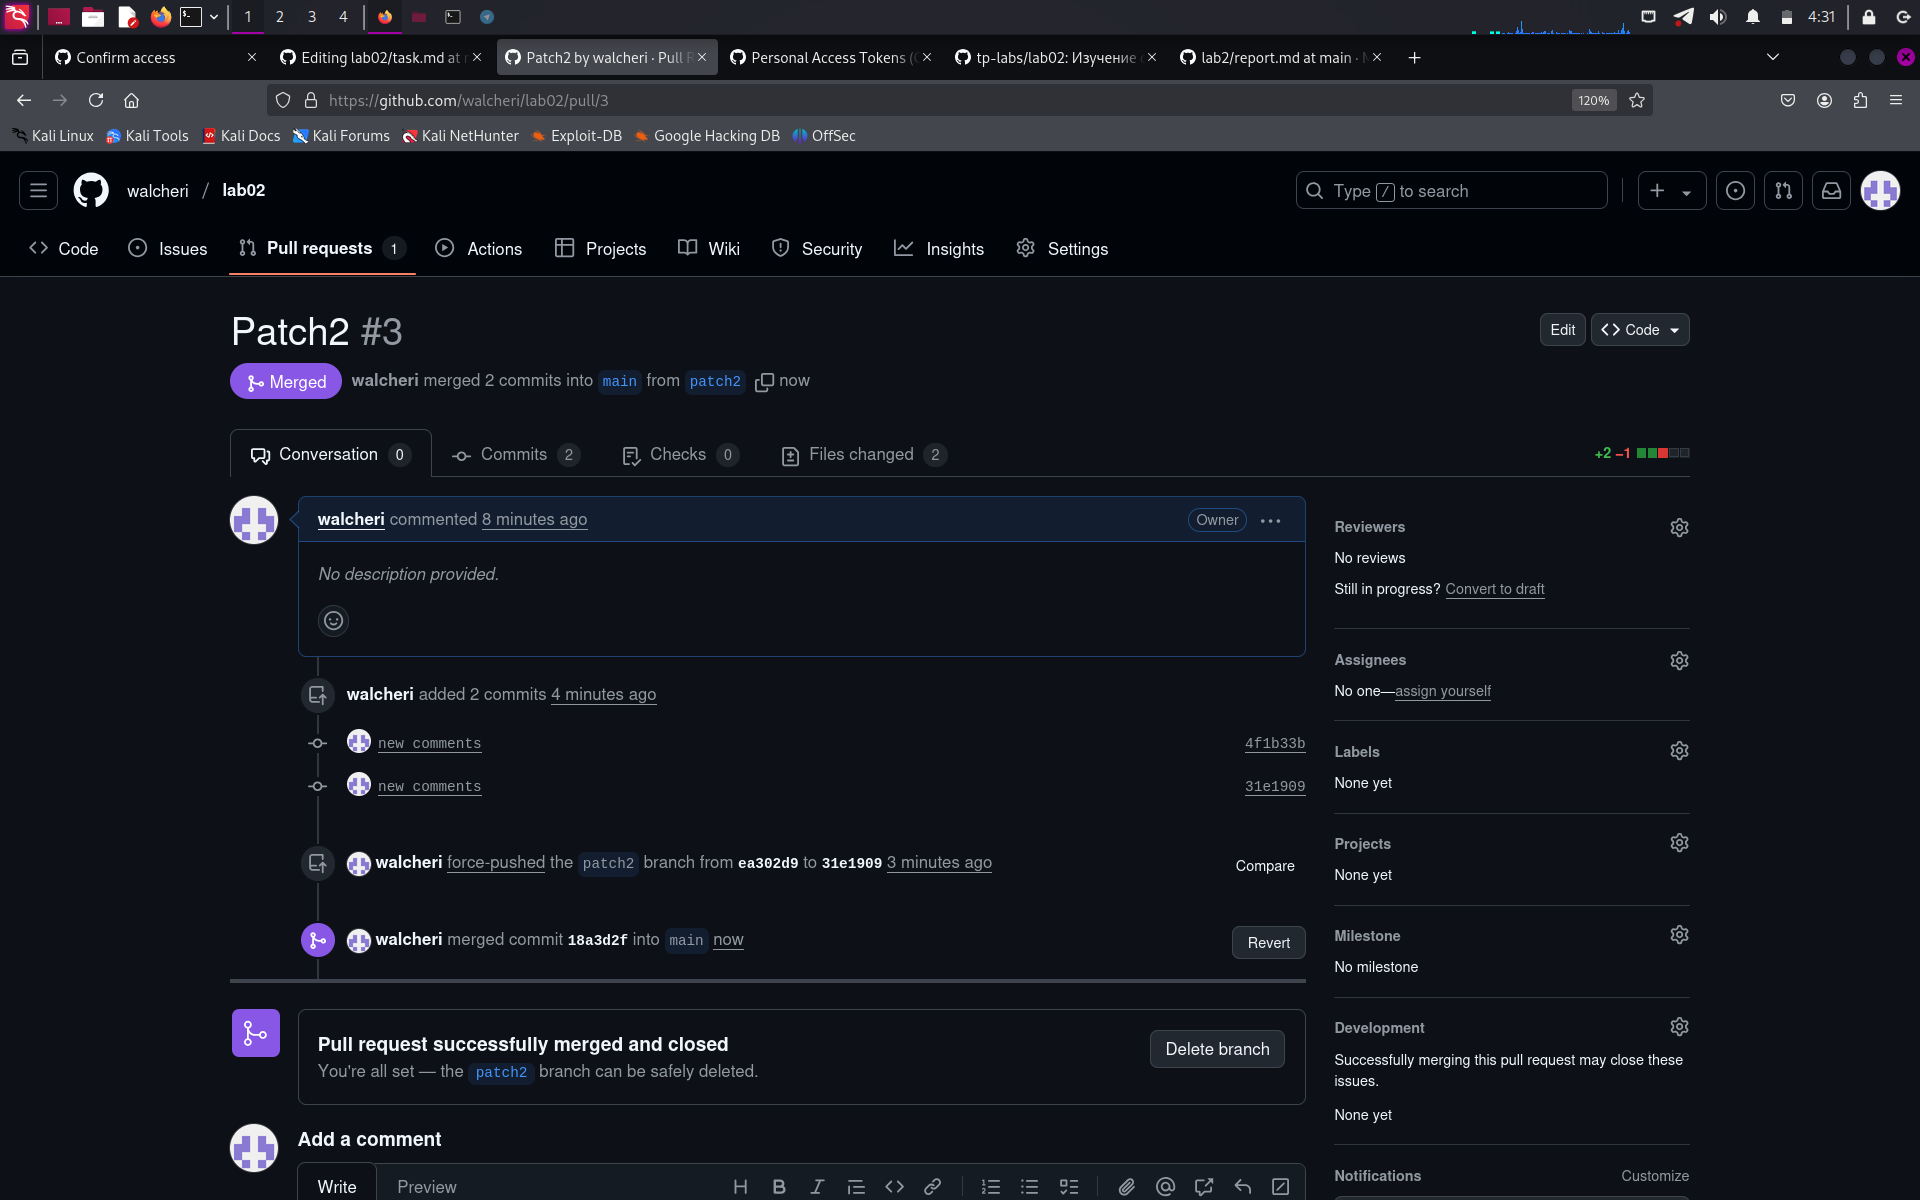 1 2 3 4
4:31
Confirm access
Editing lab02/task.md at
Patch2 by walcheri · Pull R
Personal Access Tokens (
tp-labs/lab02: Изучение
lab2/report.md at main ·
https://github.com/walcheri/lab02/pull/3
120%
Kali Linux Kali Tools Kali Docs Kali Forums Kali NetHunter Exploit-DB Google Hacking DB OffSec
walcheri / lab02
Type / to search
Code Issues Pull requests 1 Actions Projects Wiki Security Insights Settings
Patch2 #3
Edit
Code
Merged walcheri merged 2 commits into main from patch2 now
Conversation 0 Commits 2 Checks 0 Files changed 2
+2 −1
walcheri commented 8 minutes ago
Owner
No description provided.
walcheri added 2 commits 4 minutes ago
new comments 4f1b33b
new comments 31e1909
walcheri force-pushed the patch2 branch from ea302d9 to 31e1909 3 minutes ago
Compare
walcheri merged commit 18a3d2f into main now
Revert
Pull request successfully merged and closed
You're all set — the patch2 branch can be safely deleted.
Delete branch
Add a comment
Write Preview
H B I
Reviewers
No reviews
Still in progress? Convert to draft
Assignees
No one—assign yourself
Labels
None yet
Projects
None yet
Milestone
No milestone
Development
Successfully merging this pull request may close these
issues.
None yet
Notifications Customize